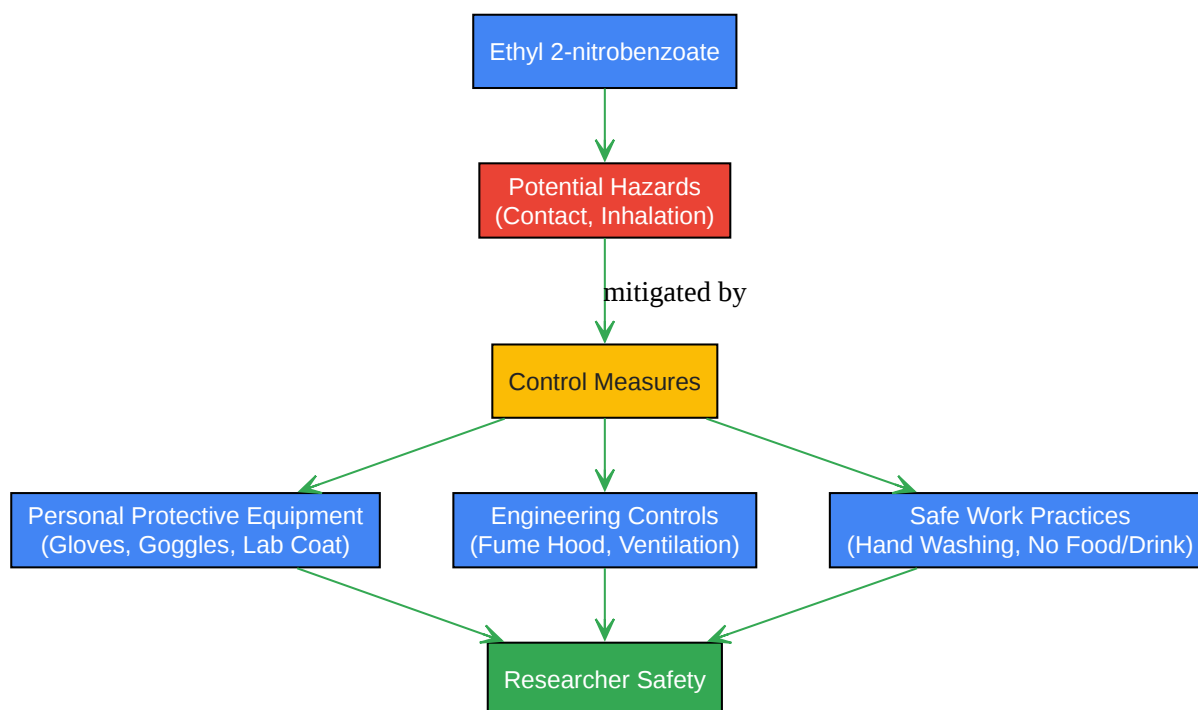 Ethyl 2-nitrobenzoate
Potential Hazards
(Contact, Inhalation)
mitigated by
Control Measures
Personal Protective Equipment
(Gloves, Goggles, Lab Coat)
Engineering Controls
(Fume Hood, Ventilation)
Safe Work Practices
(Hand Washing, No Food/Drink)
Researcher Safety